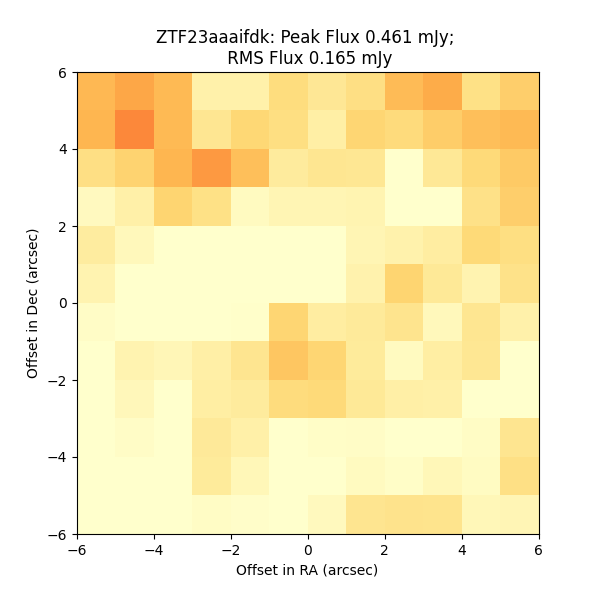 ZTF23aaaifdk: Peak Flux 0.461 mJy;
RMS Flux 0.165 mJy
6
4
2
0
−2
−4
−6
Offset in Dec (arcsec)
−6 −4 −2 0 2 4 6
Offset in RA (arcsec)